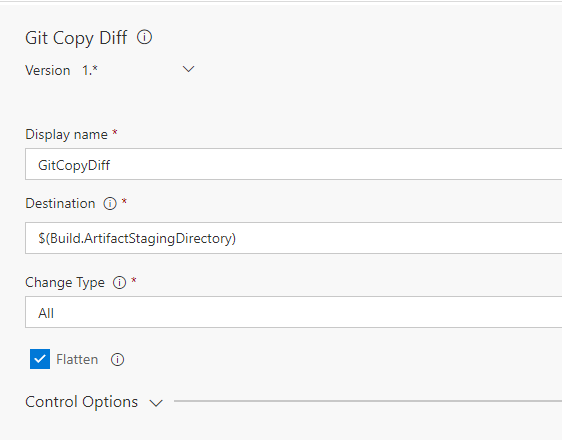 Git Copy Diff
Version 1.*
Display name *
GitCopyDiff
Destination *
$(Build.ArtifactStagingDirectory)
Change Type *
All
Flatten
Control Options